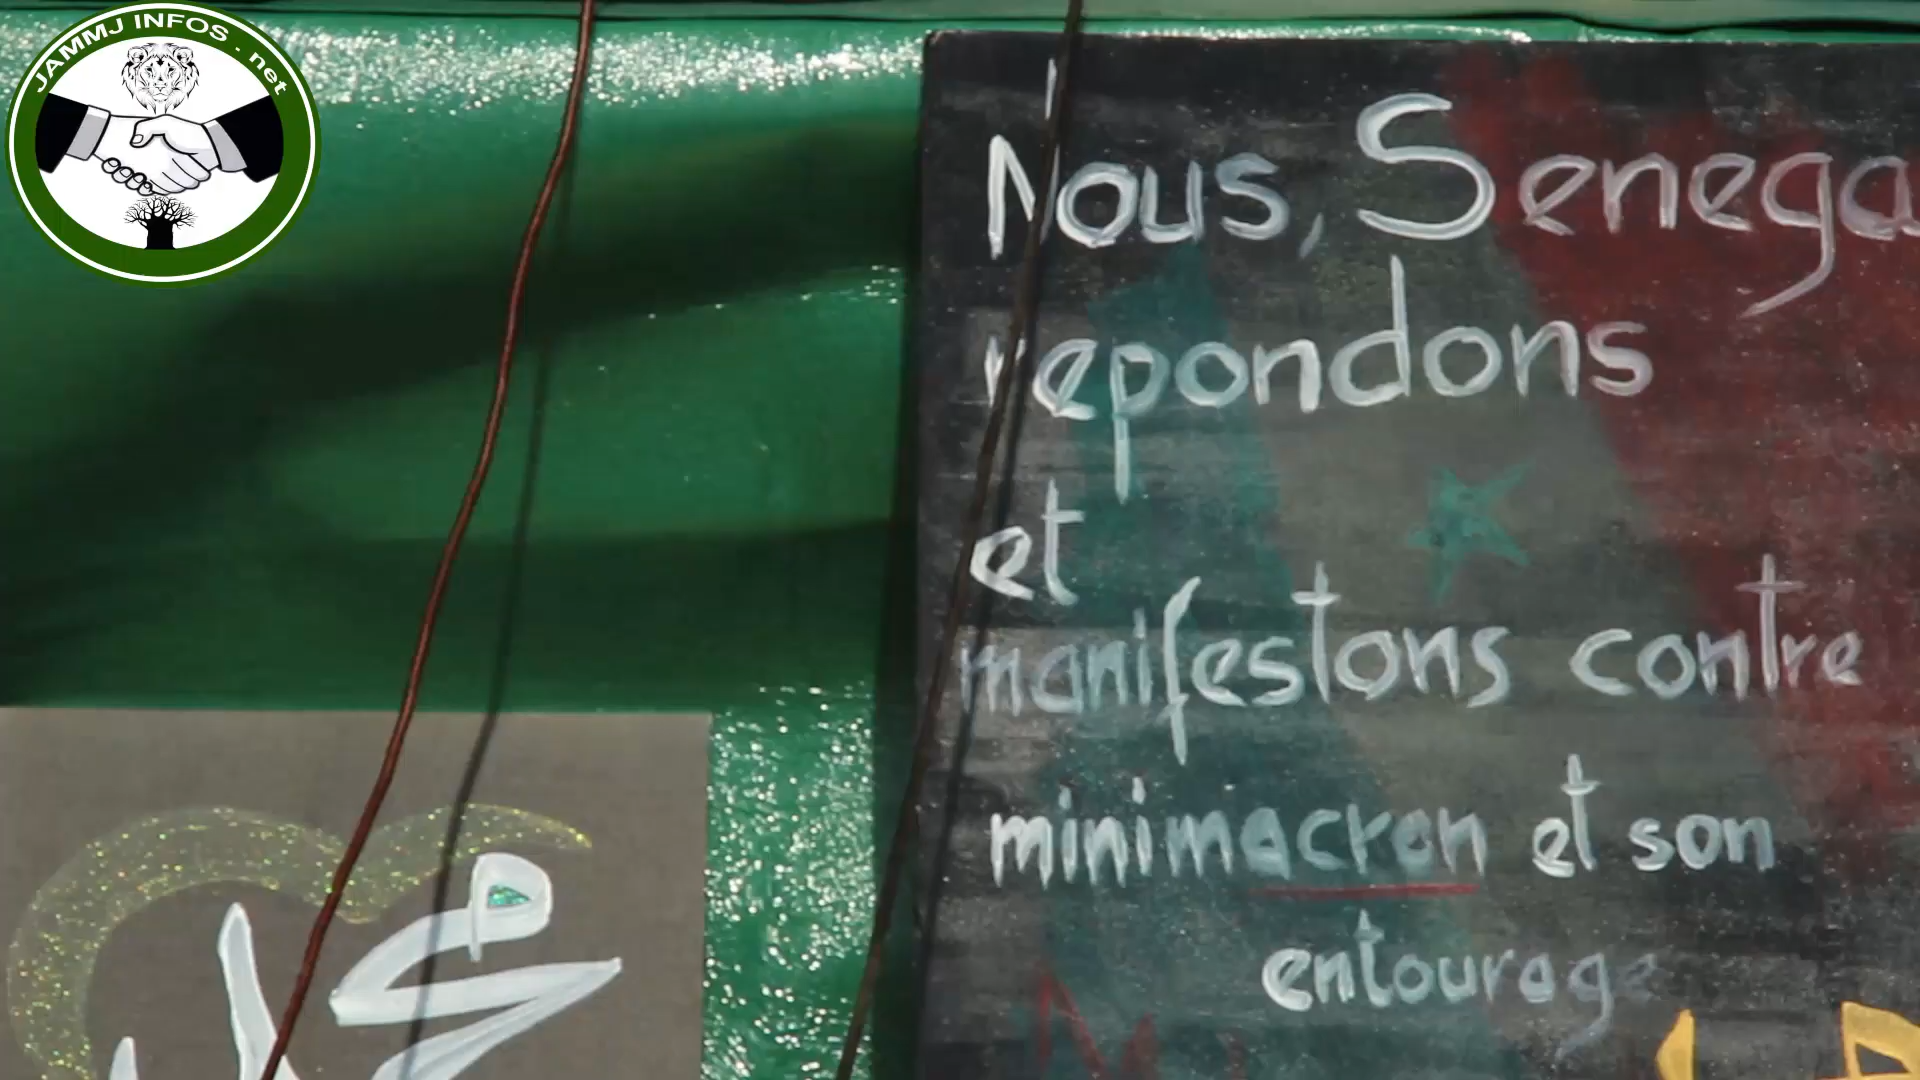 JAMMJ INFOS . net
Nous, Senega
repondons
et
manifestons contre
minimacron et son
entourage